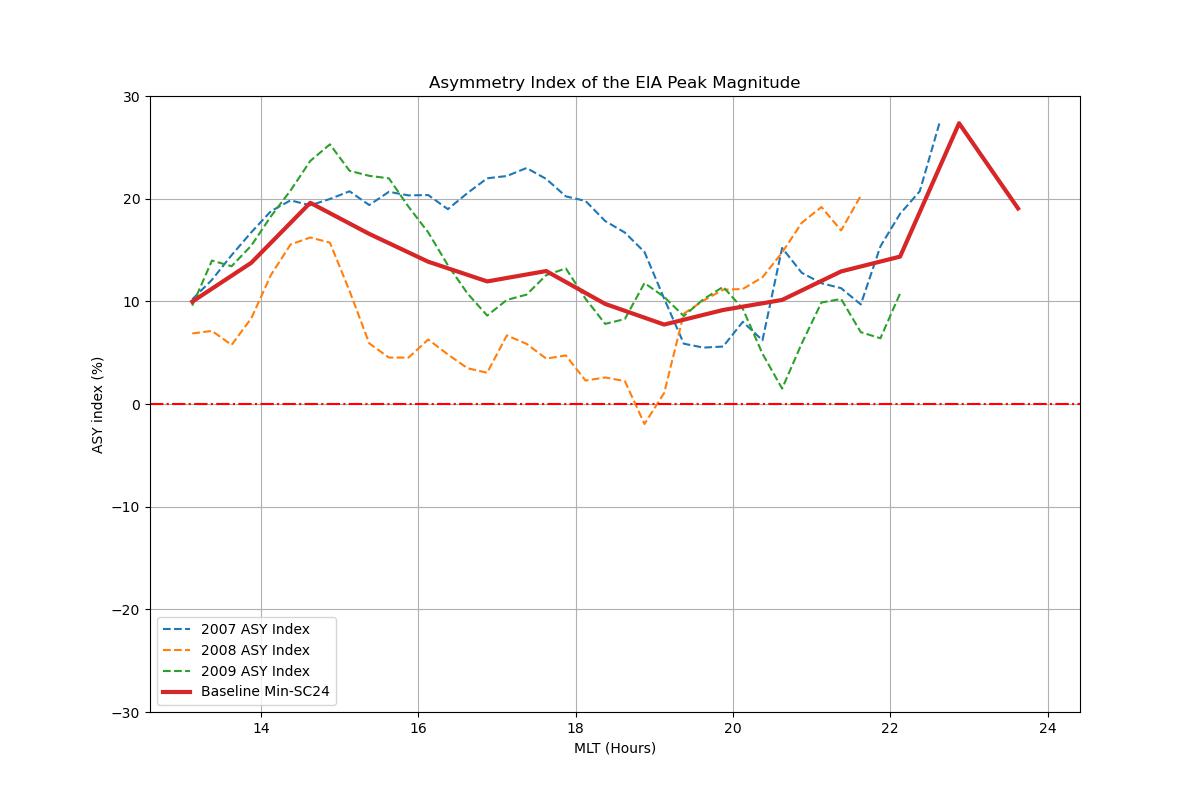 Asymmetry Index of the EIA Peak Magnitude
30
20
10
0
−10
−20
−30
ASY index (%)
2007 ASY Index
2008 ASY Index
2009 ASY Index
Baseline Min-SC24
14 16 18 20 22 24
MLT (Hours)